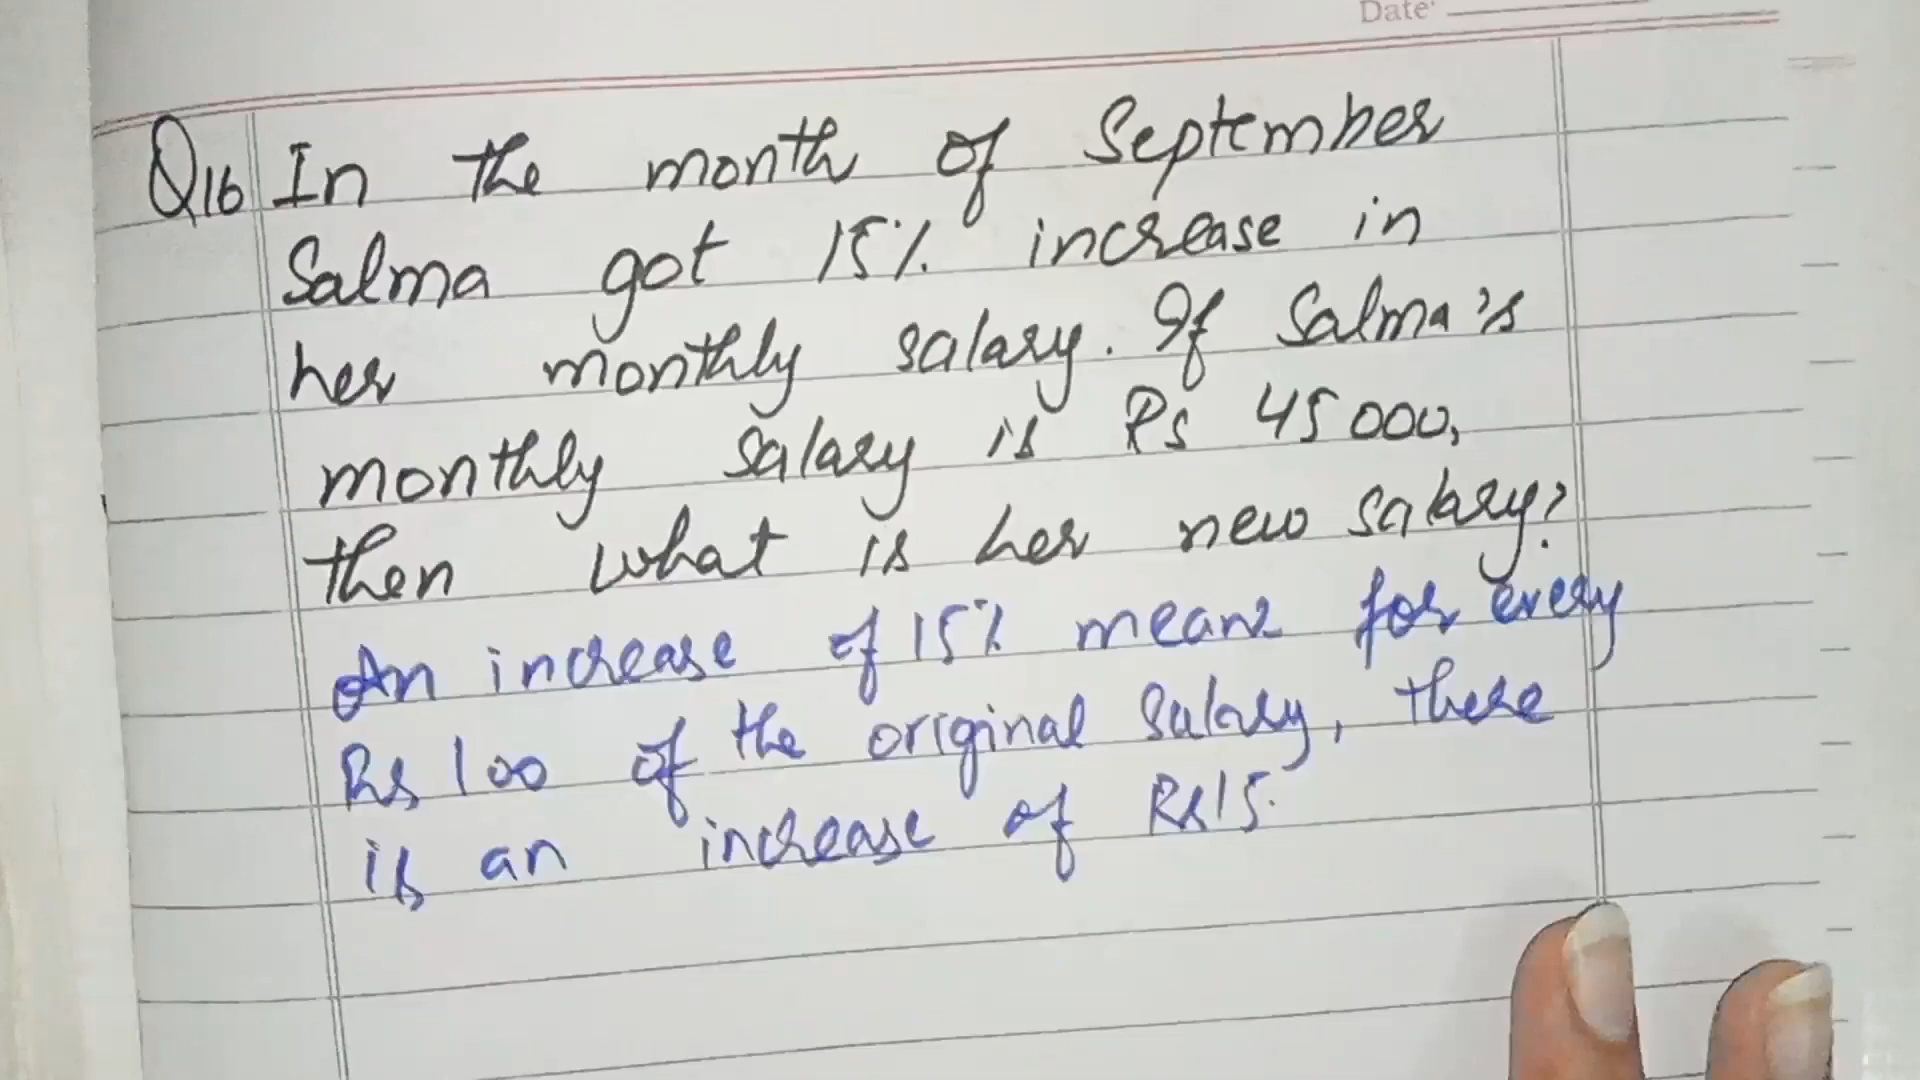 Date:
Q16 In the month of September
Salma got 15% increase in
her monthly salary. If Salma's
monthly salary is Rs 45000,
then what is her new salary?
An increase of 15% means for every
Rs 100 of the original salary, there
is an increase of Rs15.